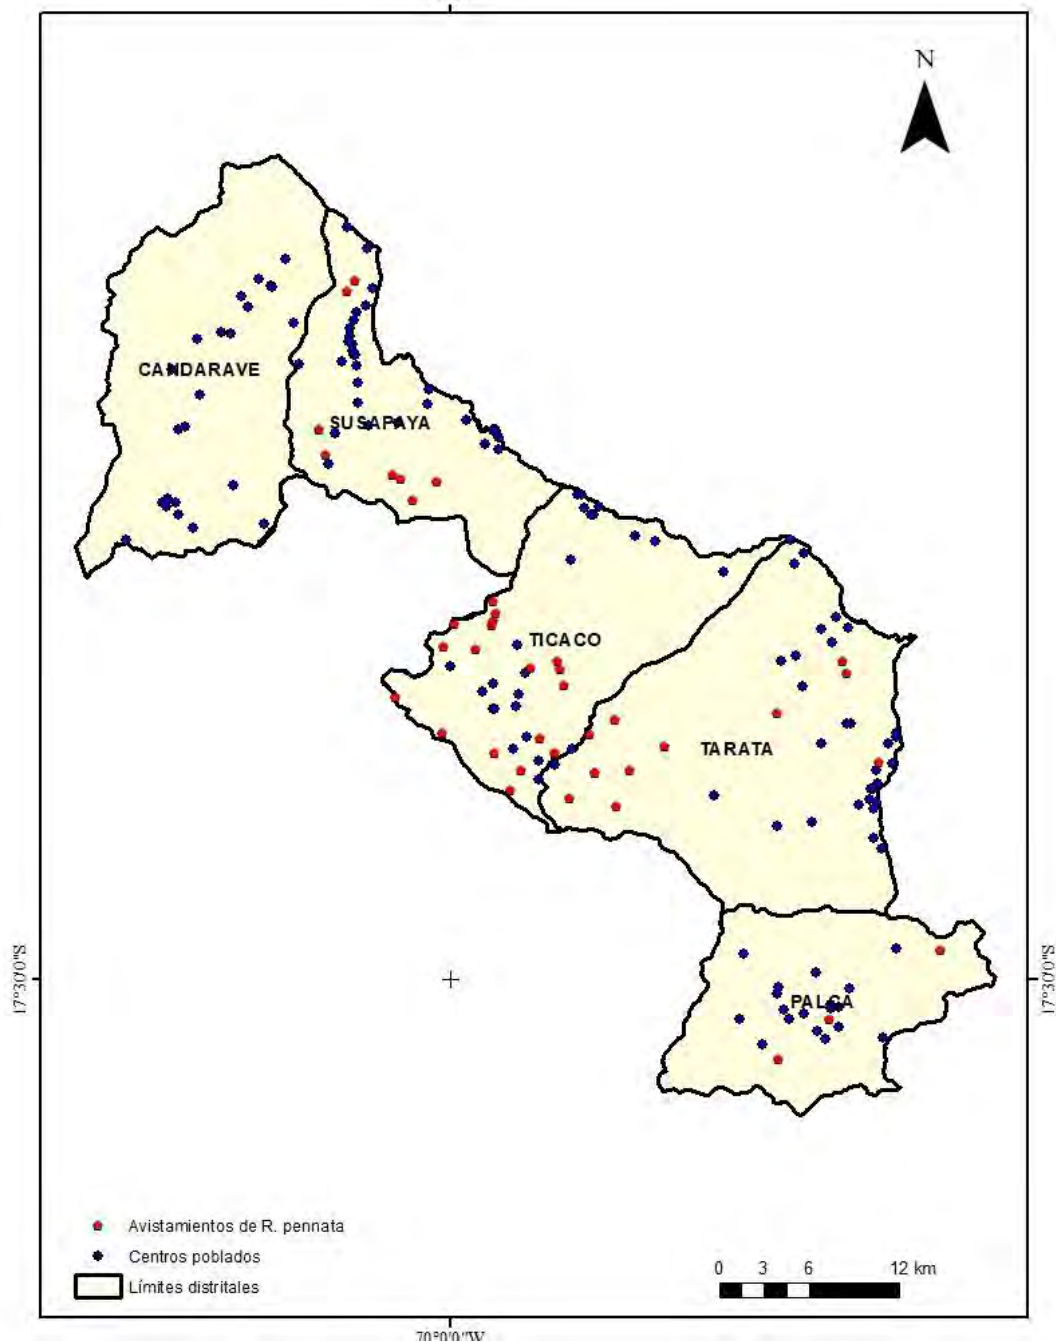 N
CANDARAVE
SUSAPAYA
TICACO
TARATA
17°30'0"S
17°30'0"S
PALCA
Avistamientos de R. pennata
Centros poblados
Límites distritales
0 3 6 12 km
70°0'0"W